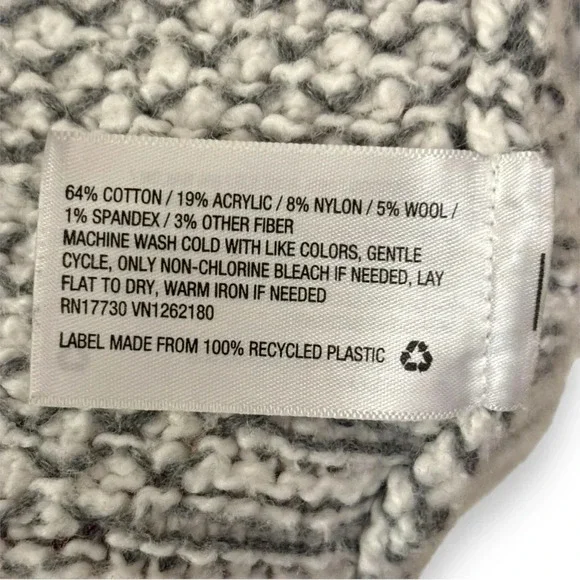 64% COTTON / 19% ACRYLIC / 8% NYLON / 5% WOOL /
1% SPANDEX / 3% OTHER FIBER
MACHINE WASH COLD WITH LIKE COLORS, GENTLE
CYCLE, ONLY NON-CHLORINE BLEACH IF NEEDED, LAY
FLAT TO DRY, WARM IRON IF NEEDED
RN17730 VN1262180
LABEL MADE FROM 100% RECYCLED PLASTIC